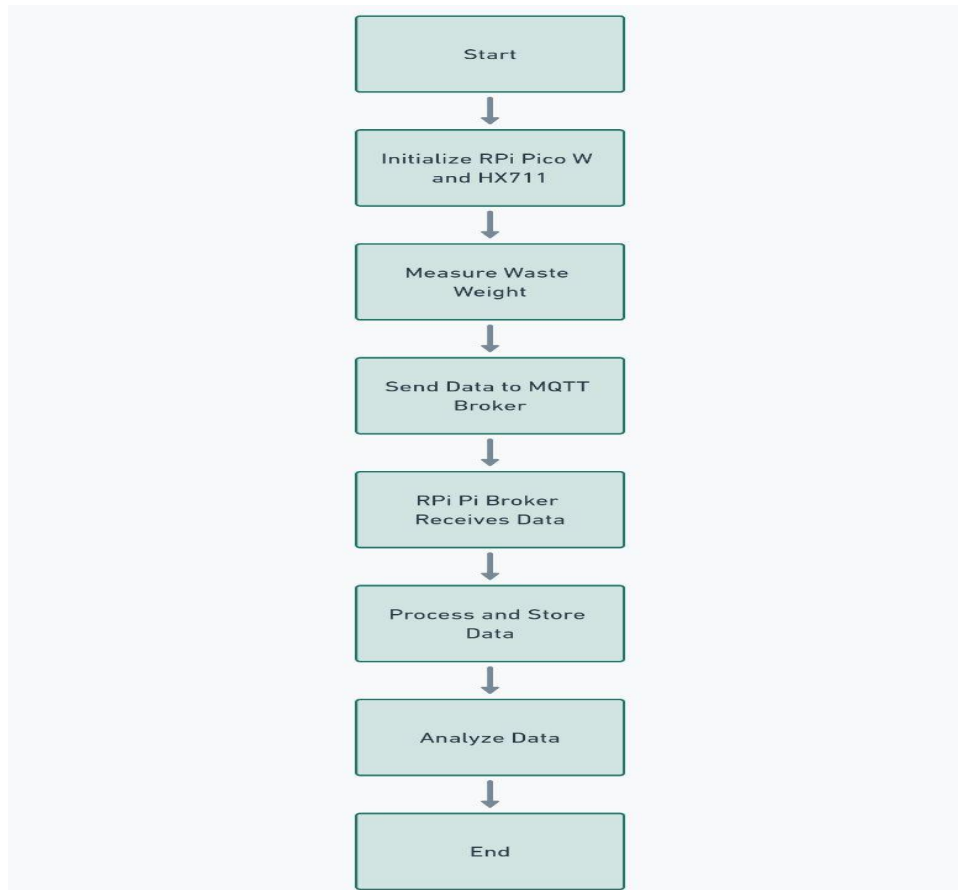 Start
Initialize RPi Pico W
and HX711
Measure Waste
Weight
Send Data to MQTT
Broker
RPi Pi Broker
Receives Data
Process and Store
Data
Analyze Data
End